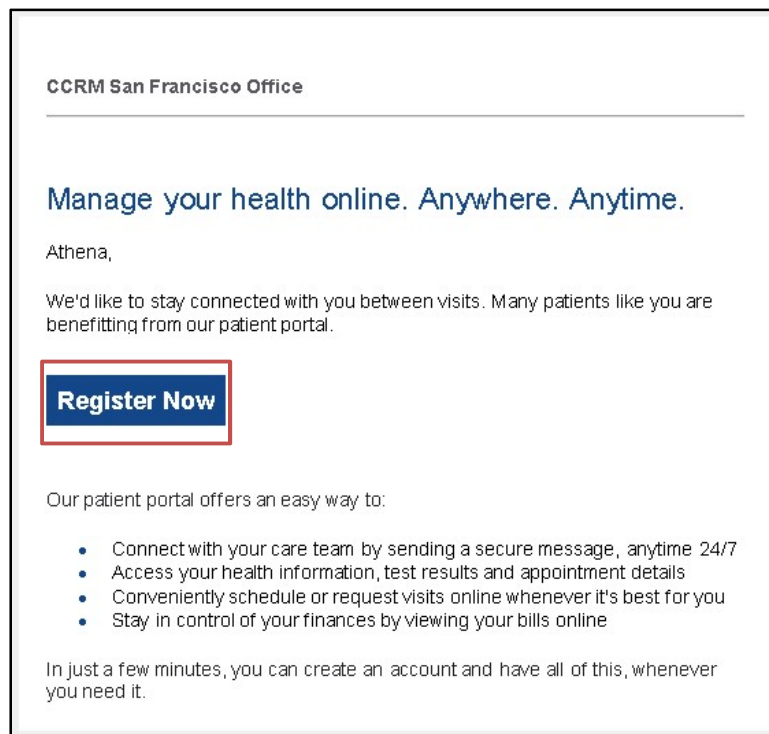 CCRM San Francisco Office
Manage your health online. Anywhere. Anytime.
Athena,
We'd like to stay connected with you between visits. Many patients like you are
benefitting from our patient portal.
Register Now
Our patient portal offers an easy way to:
• Connect with your care team by sending a secure message, anytime 24/7
• Access your health information, test results and appointment details
• Conveniently schedule or request visits online whenever it's best for you
• Stay in control of your finances by viewing your bills online
In just a few minutes, you can create an account and have all of this, whenever
you need it.